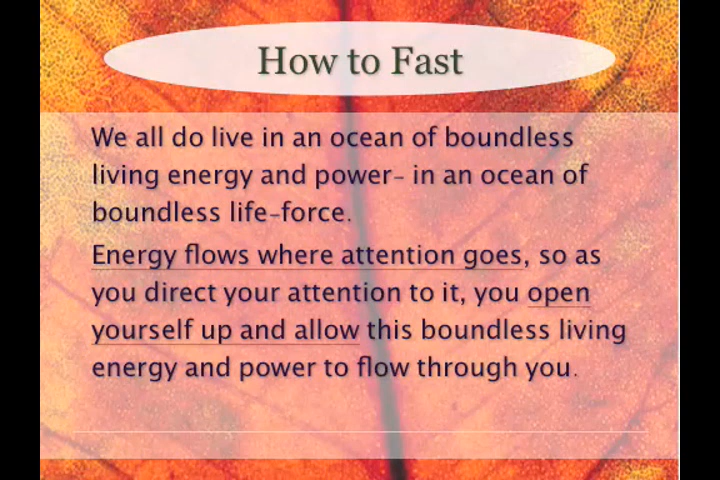 How to Fast
We all do live in an ocean of boundless
living energy and power- in an ocean of
boundless life-force.
Energy flows where attention goes, so as
you direct your attention to it, you open
yourself up and allow this boundless living
energy and power to flow through you.